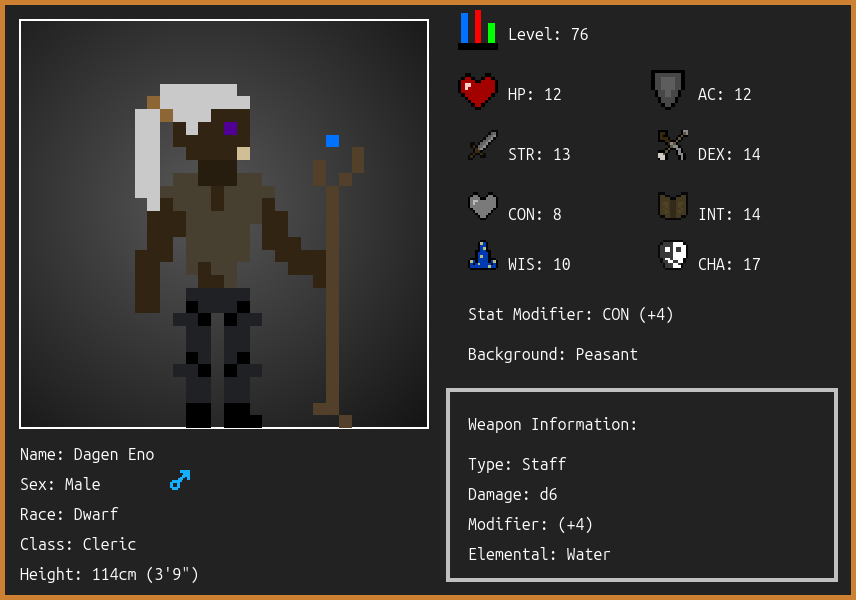 Level: 76
HP: 12
AC: 12
STR: 13
DEX: 14
CON: 8
INT: 14
WIS: 10
CHA: 17
Stat Modifier: CON (+4)
Background: Peasant
Weapon Information:
Type: Staff
Damage: d6
Modifier: (+4)
Elemental: Water
Name: Dagen Eno
Sex: Male
Race: Dwarf
Class: Cleric
Height: 114cm (3'9")